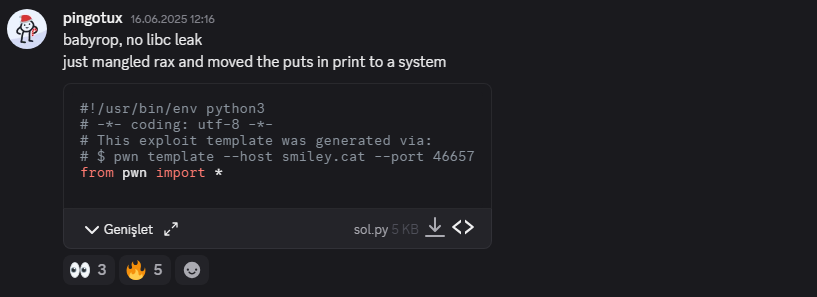 pingotux 16.06.2025 12:16
babyrop, no libc leak
just mangled rax and moved the puts in print to a system
#!/usr/bin/env python3
# -*- coding: utf-8 -*-
# This exploit template was generated via:
# $ pwn template --host smiley.cat --port 46657
from pwn import *
Genişlet sol.py 5 KB
3 5